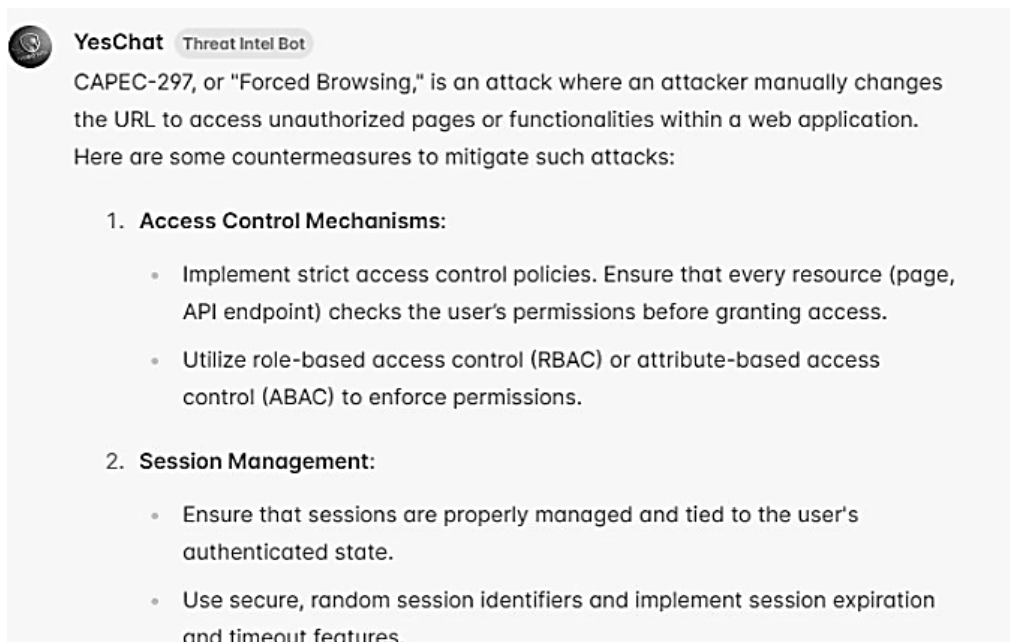 YesChat Threat Intel Bot
CAPEC-297, or "Forced Browsing," is an attack where an attacker manually changes
the URL to access unauthorized pages or functionalities within a web application.
Here are some countermeasures to mitigate such attacks:
1. Access Control Mechanisms:
• Implement strict access control policies. Ensure that every resource (page,
API endpoint) checks the user's permissions before granting access.
• Utilize role-based access control (RBAC) or attribute-based access
control (ABAC) to enforce permissions.
2. Session Management:
• Ensure that sessions are properly managed and tied to the user's
authenticated state.
• Use secure, random session identifiers and implement session expiration
and timeout features.